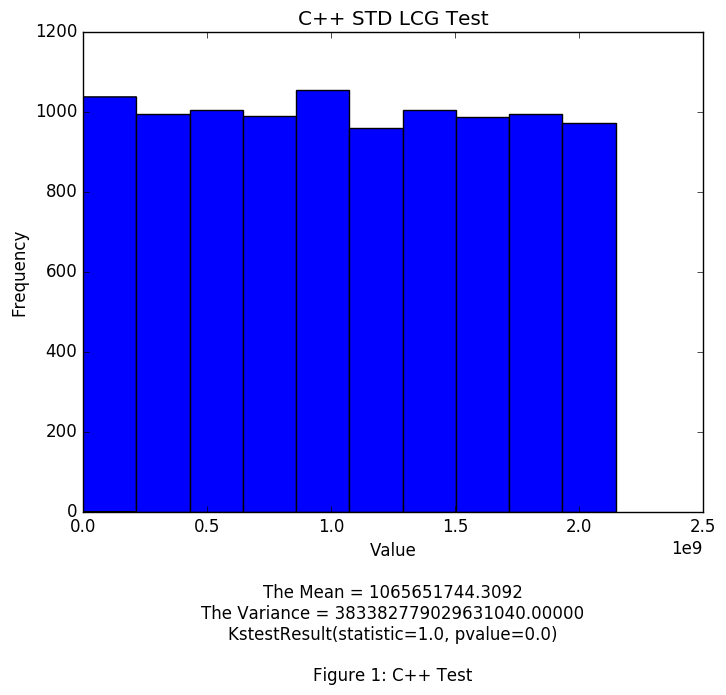 C++ STD LCG Test
1200
1000
800
600
400
200
0
Frequency
0.0 0.5 1.0 1.5 2.0 2.5
1e9
Value
The Mean = 1065651744.3092
The Variance = 383382779029631040.00000
KstestResult(statistic=1.0, pvalue=0.0)
Figure 1: C++ Test